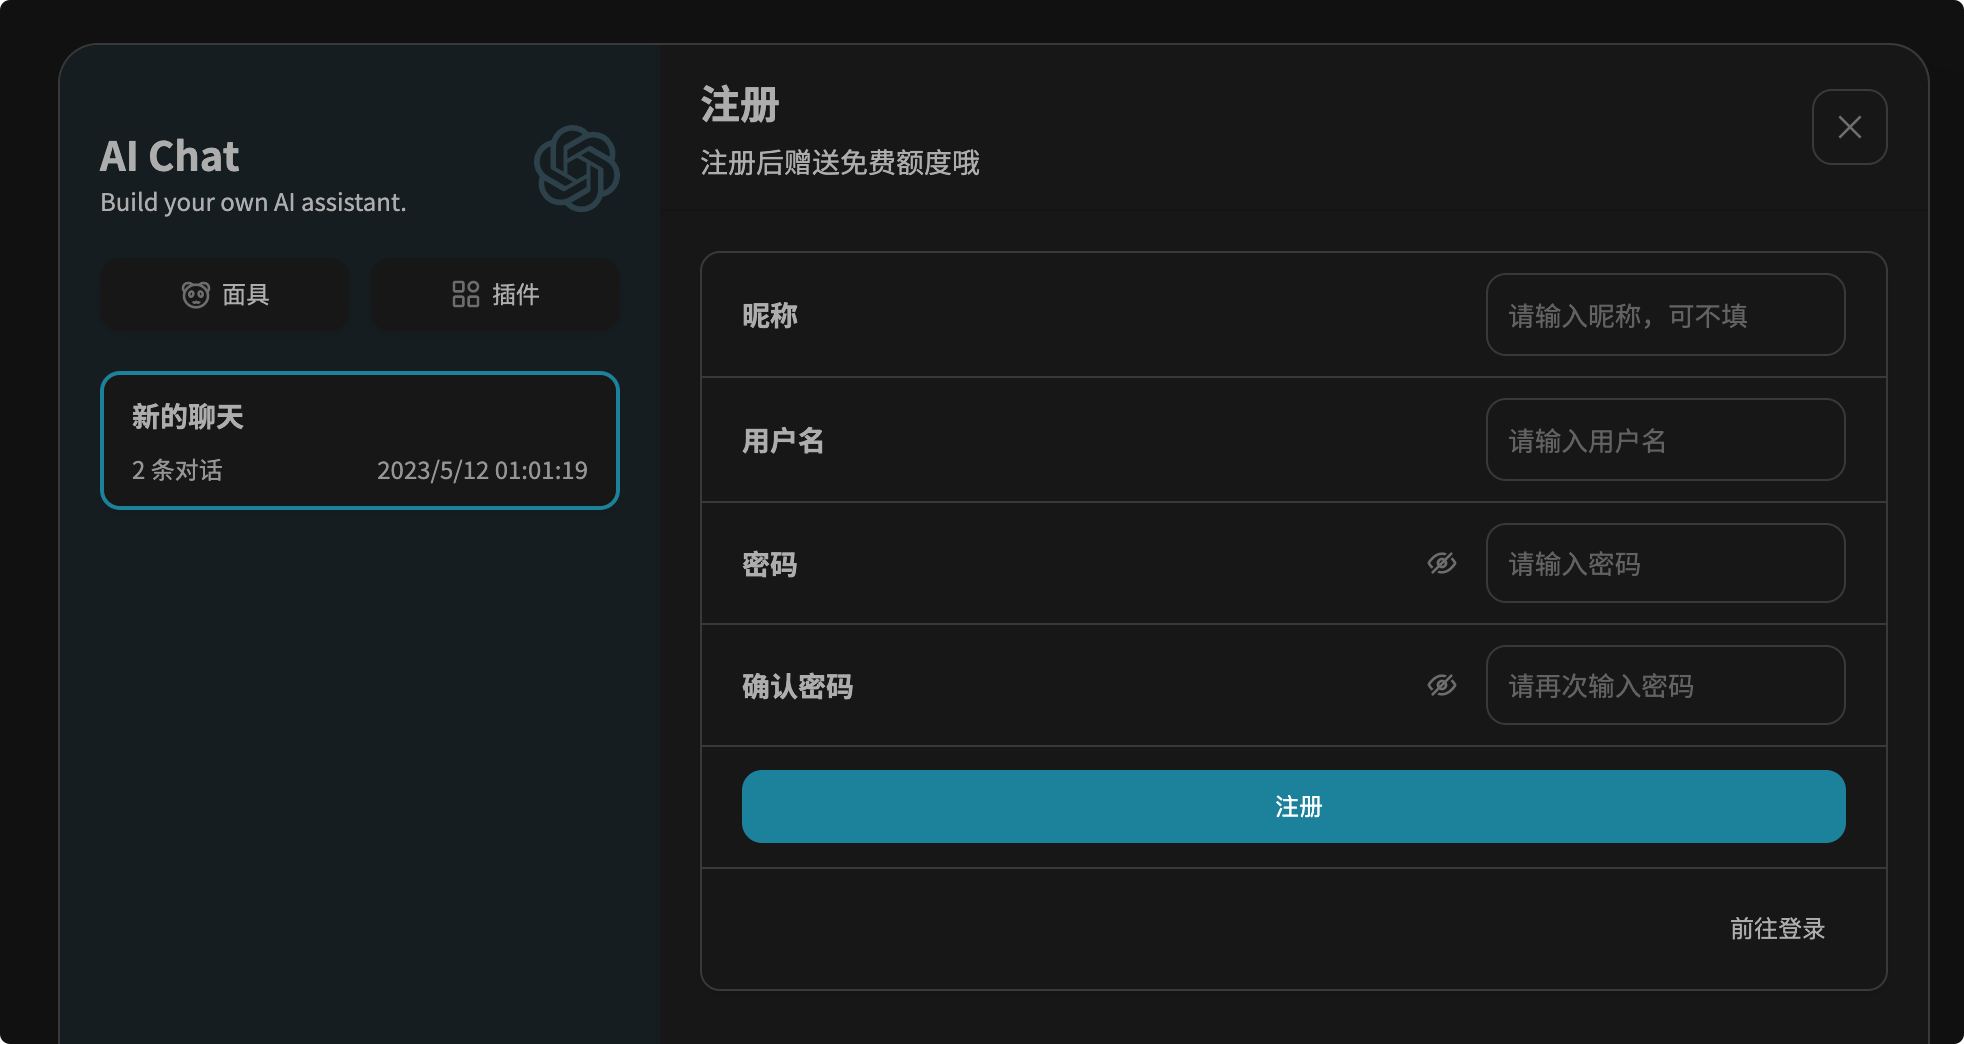 AI Chat
Build your own AI assistant.
面具
插件
新的聊天
2 条对话
2023/5/12 01:01:19
注册
注册后赠送免费额度哦
昵称
请输入昵称，可不填
用户名
请输入用户名
密码
请输入密码
确认密码
请再次输入密码
注册
前往登录